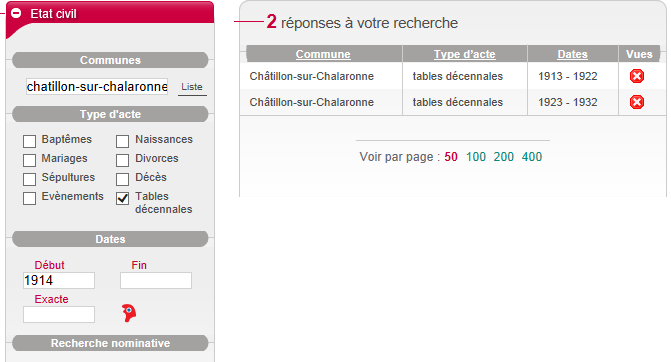 Etat civil
Communes
chatillon-sur-chalaronne Liste
Type d'acte
Baptêmes Naissances
Mariages Divorces
Sépultures Décès
Evènements Tables
décennales
Dates
Début Fin
1914
Exacte
Recherche nominative
2 réponses à votre recherche
Commune Type d'acte Dates Vues
Châtillon-sur-Chalaronne tables décennales 1913 - 1922
Châtillon-sur-Chalaronne tables décennales 1923 - 1932
Voir par page : 50 100 200 400